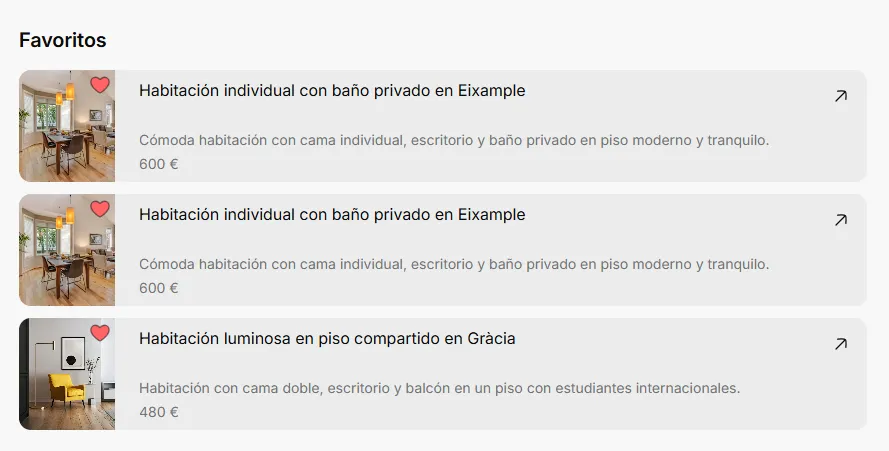 Favoritos
Habitación individual con baño privado en Eixample
Cómoda habitación con cama individual, escritorio y baño privado en piso moderno y tranquilo.
600 €
Habitación individual con baño privado en Eixample
Cómoda habitación con cama individual, escritorio y baño privado en piso moderno y tranquilo.
600 €
Habitación luminosa en piso compartido en Gràcia
Habitación con cama doble, escritorio y balcón en un piso con estudiantes internacionales.
480 €